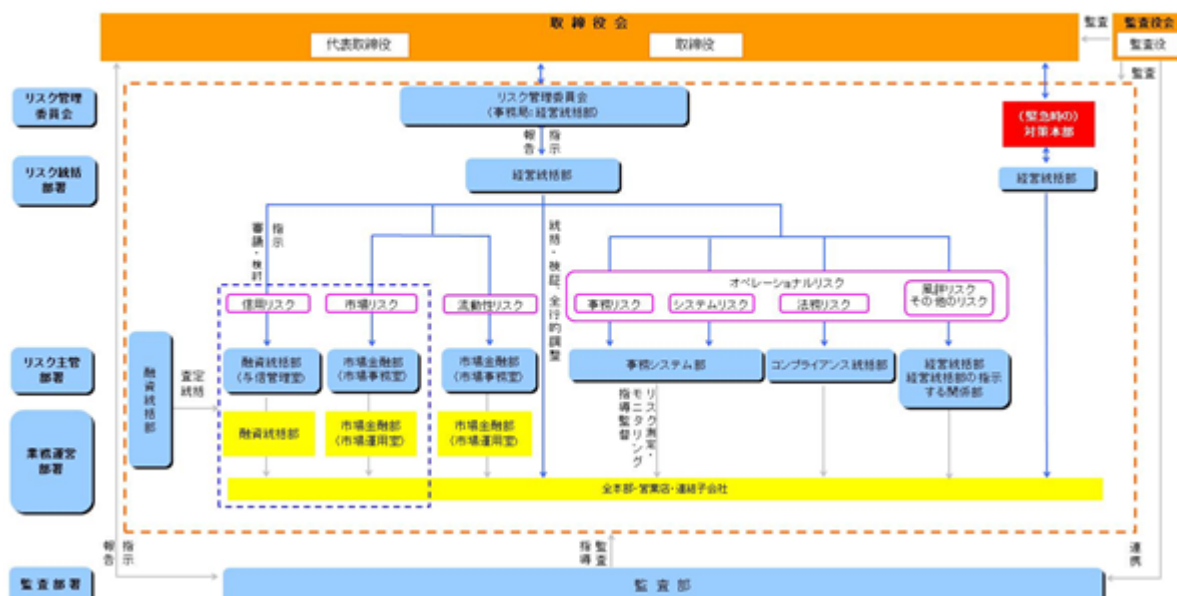 取締役会
代表取締役
取締役
監査
監査役会
監査役
監査
リスク管理
委員会
リスク管理委員会
(事務局:経営統括部)
(緊急時の)
対策本部
報告
指示
リスク統括
部署
経営統括部
経営統括部
審議・検討
指示
統括・検証、全行的調整
オペレーショナルリスク
信用リスク
市場リスク
流動性リスク
事務リスク
システムリスク
法務リスク
風評リスク
その他のリスク
リスク主管
部署
融資統括部
査定
統括
融資統括部
(与信管理室)
市場金融部
(市場事務室)
市場金融部
(市場事務室)
事務システム部
コンプライアンス統括部
経営統括部
経営統括部の指示
する関係部
業務運営
部署
融資統括部
市場金融部
(市場運用室)
市場金融部
(市場運用室)
リスク測定・
モニタリング
指導監督
全本部・営業店・連結子会社
報告
指示
監査
指導
連携
監査部署
監査部